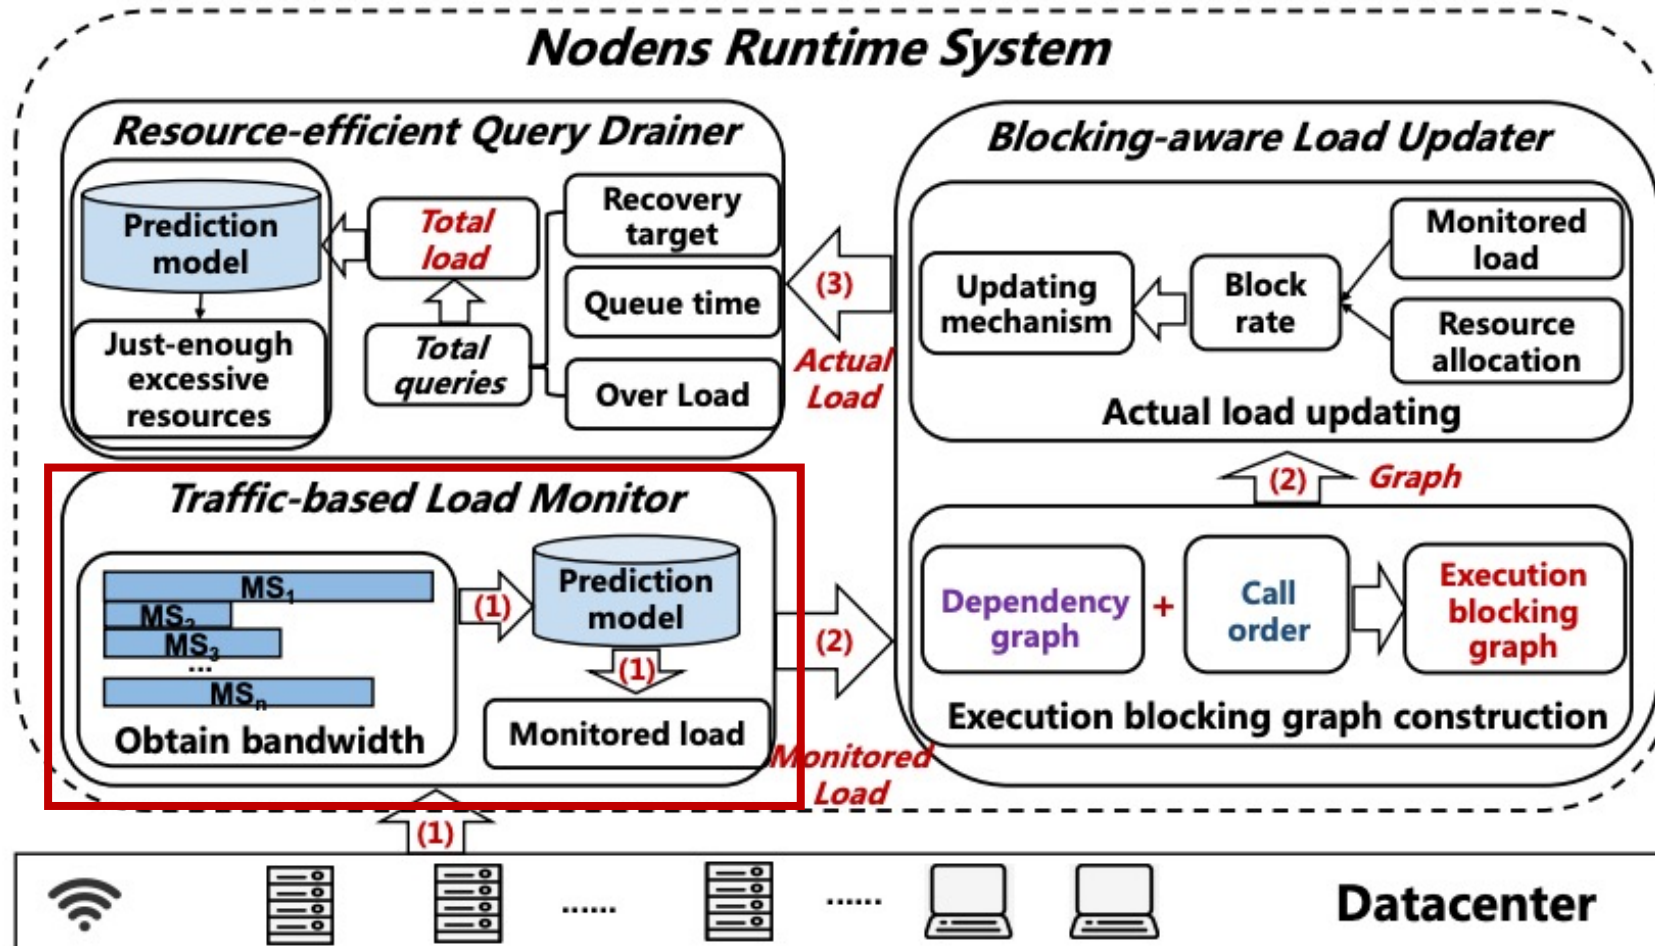 Nodens Runtime System
Resource-efficient Query Drainer
Prediction
model
Just-enough
excessive
resources
Total
load
Total
queries
Recovery
target
Queue time
Over Load
(3)
Actual
Load
Blocking-aware Load Updater
Updating
mechanism
Block
rate
Monitored
load
Resource
allocation
Actual load updating
(2)
Graph
Dependency
graph
+
Call
order
Execution
blocking
graph
Execution blocking graph construction
Traffic-based Load Monitor
MS1
MS2
MS3
...
MSn
Obtain bandwidth
(1)
Prediction
model
(1)
Monitored load
(2)
Monitored
Load
(1)
......
......
Datacenter